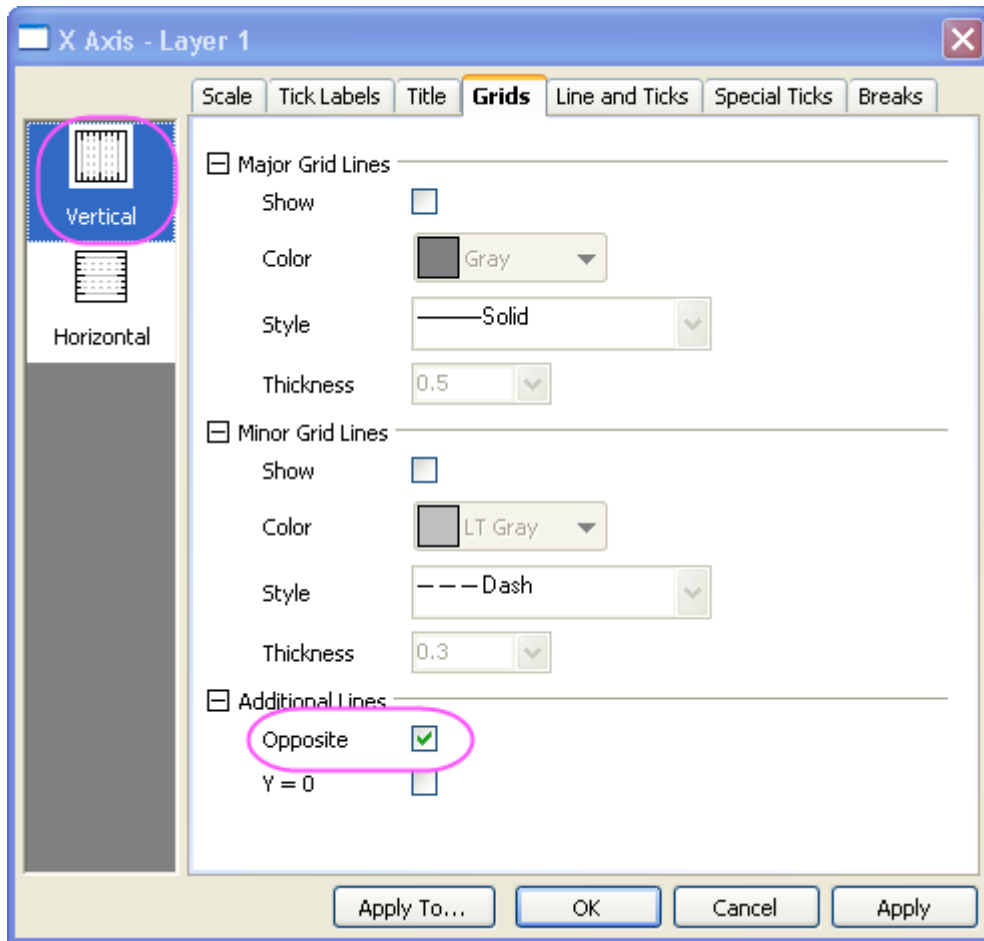 X Axis - Layer 1
Scale Tick Labels Title Grids Line and Ticks Special Ticks Breaks
Vertical
Horizontal
Major Grid Lines
Show
Color Gray
Style Solid
Thickness 0.5
Minor Grid Lines
Show
Color LT Gray
Style Dash
Thickness 0.3
Additional Lines
Opposite
Y = 0
Apply To... OK Cancel Apply